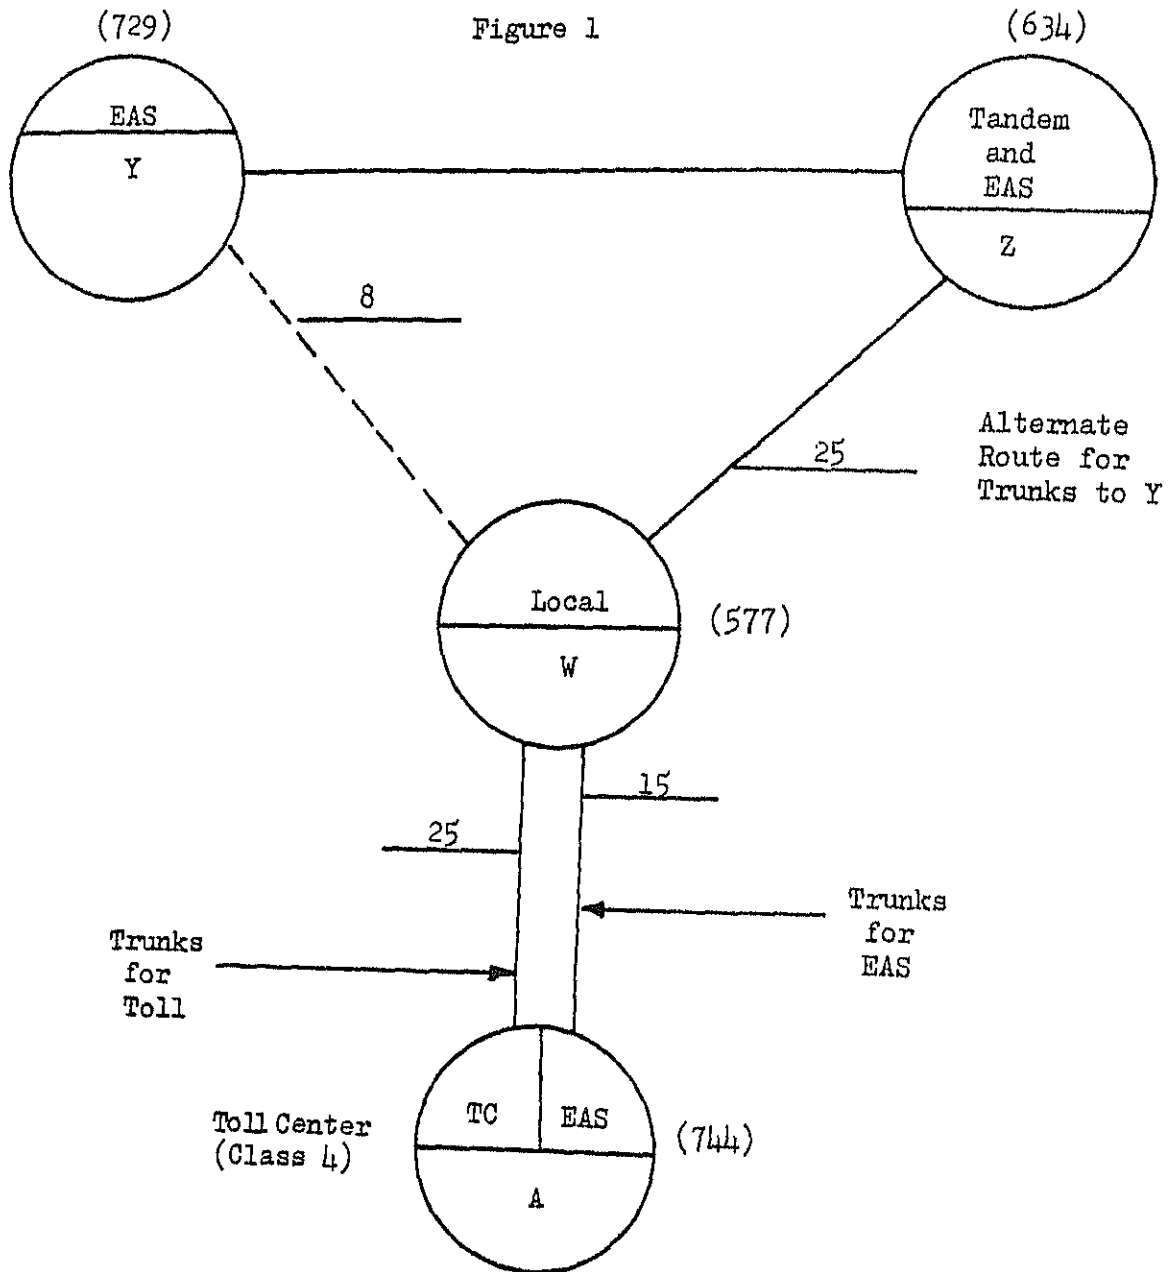 (729)
Figure 1
(634)
EAS
Y
Tandem
and
EAS
Z
8
25
Alternate
Route for
Trunks to Y
Local
W
(577)
15
25
Trunks
for
EAS
Trunks
for
Toll
TC
EAS
Toll Center
(Class 4)
(744)
A